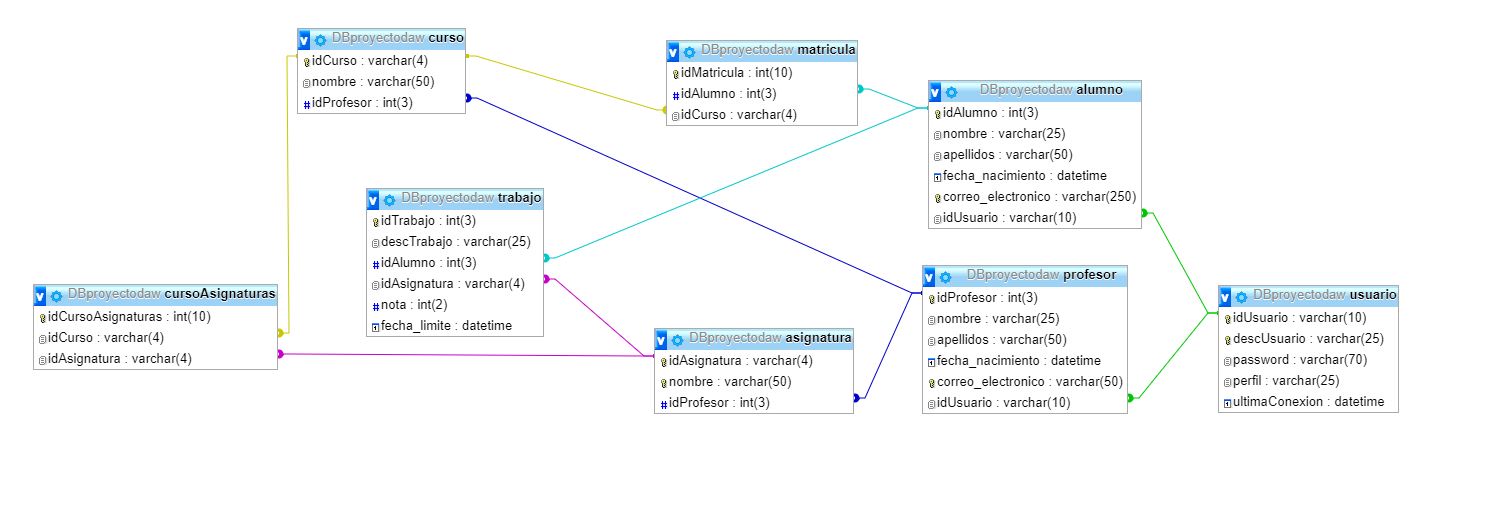 DBproyectodaw curso
idCurso : varchar(4)
nombre : varchar(50)
idProfesor : int(3)
DBproyectodaw matricula
idMatricula : int(10)
idAlumno : int(3)
idCurso : varchar(4)
DBproyectodaw alumno
idAlumno : int(3)
nombre : varchar(25)
apellidos : varchar(50)
fecha_nacimiento : datetime
correo_electronico : varchar(250)
idUsuario : varchar(10)
DBproyectodaw trabajo
idTrabajo : int(3)
descTrabajo : varchar(25)
idAlumno : int(3)
idAsignatura : varchar(4)
nota : int(2)
fecha_limite : datetime
DBproyectodaw cursoAsignaturas
idCursoAsignaturas : int(10)
idCurso : varchar(4)
idAsignatura : varchar(4)
DBproyectodaw asignatura
idAsignatura : varchar(4)
nombre : varchar(50)
idProfesor : int(3)
DBproyectodaw profesor
idProfesor : int(3)
nombre : varchar(25)
apellidos : varchar(50)
fecha_nacimiento : datetime
correo_electronico : varchar(50)
idUsuario : varchar(10)
DBproyectodaw usuario
idUsuario : varchar(10)
descUsuario : varchar(25)
password : varchar(70)
perfil : varchar(25)
ultimaConexion : datetime